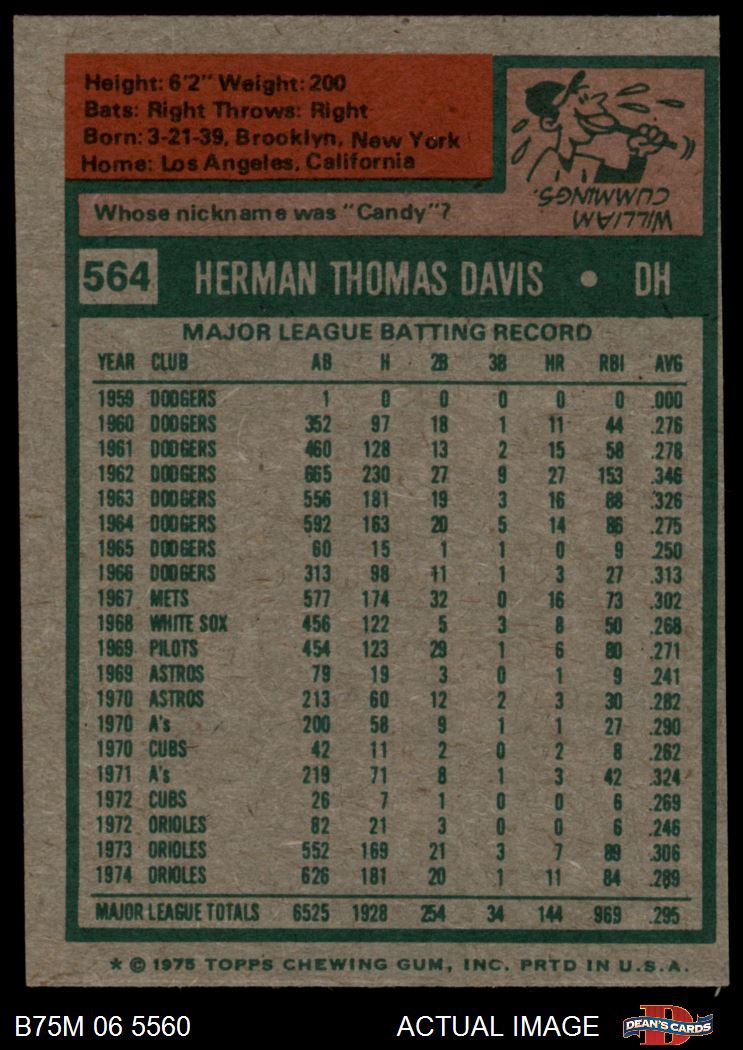 Height: 6'2" Weight: 200
Bats: Right Throws: Right
Born: 3-21-39, Brooklyn, New York
Home: Los Angeles, California
Whose nickname was "Candy"?
WILLIAM
CUMMINGS.
564 HERMAN THOMAS DAVIS • DH
MAJOR LEAGUE BATTING RECORD
YEAR CLUB AB H 2B 3B HR RBI AVG
1959 DODGERS 1 0 0 0 0 0 .000
1960 DODGERS 352 97 18 1 11 44 .276
1961 DODGERS 460 128 13 2 15 58 .278
1962 DODGERS 665 230 27 9 27 153 .346
1963 DODGERS 556 181 19 3 16 88 .326
1964 DODGERS 592 163 20 5 14 86 .275
1965 DODGERS 60 15 1 1 0 9 .250
1966 DODGERS 313 98 11 1 3 27 .313
1967 METS 577 174 32 0 16 73 .302
1968 WHITE SOX 456 122 5 3 8 50 .268
1969 PILOTS 454 123 29 1 6 80 .271
1969 ASTROS 79 19 3 0 1 9 .241
1970 ASTROS 213 60 12 2 3 30 .282
1970 A's 200 58 9 1 1 27 .290
1970 CUBS 42 11 2 0 2 8 .262
1971 A's 219 71 8 1 3 42 .324
1972 CUBS 26 7 1 0 0 6 .269
1972 ORIOLES 82 21 3 0 0 6 .246
1973 ORIOLES 552 169 21 3 7 89 .306
1974 ORIOLES 626 181 20 1 11 84 .289
MAJOR LEAGUE TOTALS 6525 1928 254 34 144 969 .295
* © 1975 TOPPS CHEWING GUM, INC. PRTD IN U.S.A.
B75M 06 5560 ACTUAL IMAGE D DEAN'S CARDS